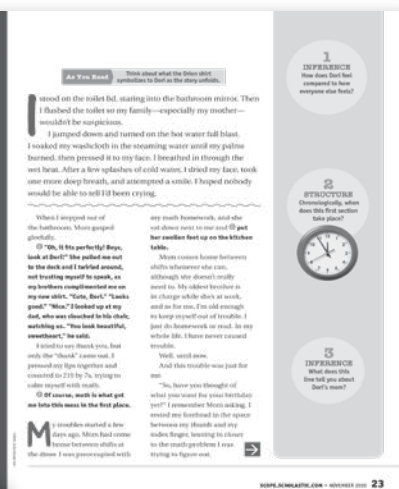 As You Read
Think about what the Orion shirt
symbolizes to Dori as the story unfolds.
I stood on the toilet lid, staring into the bathroom mirror. Then
I flushed the toilet so my family—especially my mother—
wouldn't be suspicious.
I jumped down and turned on the hot water full blast.
I soaked my washcloth in the steaming water until my palms
burned, then pressed it to my face. I breathed in through the
wet heat. After a few splashes of cold water, I dried my face, took
one more deep breath, and attempted a smile. I hoped nobody
would be able to tell I'd been crying.
When I stepped out of
the bathroom, Mom gasped
gleefully.
"Oh, it fits perfectly! Boys,
look at Dori!" She pulled me out
to the deck and I twirled around,
not trusting myself to speak, as
my brothers complimented me on
my new shirt. "Cute, Dori." "Looks
good." "Nice." I looked up at my
dad, who was slouched in his chair,
watching us. "You look beautiful,
sweetheart," he said.
I tried to say thank you, but
only the "thank" came out. I
pressed my lips together and
counted to 210 by 7s, trying to
calm myself with math.
Of course, math is what got
me into this mess in the first place.
My troubles started a few
days ago. Mom had come
home between shifts at
the diner. I was preoccupied with
my math homework, and she
sat down next to me and put
her swollen feet up on the kitchen
table.
Mom comes home between
shifts whenever she can,
although she doesn't really
need to. My oldest brother is
in charge while she's at work,
and as for me, I'm old enough
to keep myself out of trouble. I
just do homework or read. In my
whole life, I have never caused
trouble.
Well, until now.
And this trouble was just for
me.
"So, have you thought of
what you want for your birthday
yet?" I remember Mom asking. I
rested my forehead in the space
between my thumb and my
index finger, leaning in closer
to the math problem I was
trying to figure out.
1
INFERENCE
How does Dori feel
compared to how
everyone else feels?
2
STRUCTURE
Chronologically, when
does this first section
take place?
3
INFERENCE
What does this
line tell you about
Dori's mom?
SCOPE.SCHOLASTIC.COM • NOVEMBER 2020 23